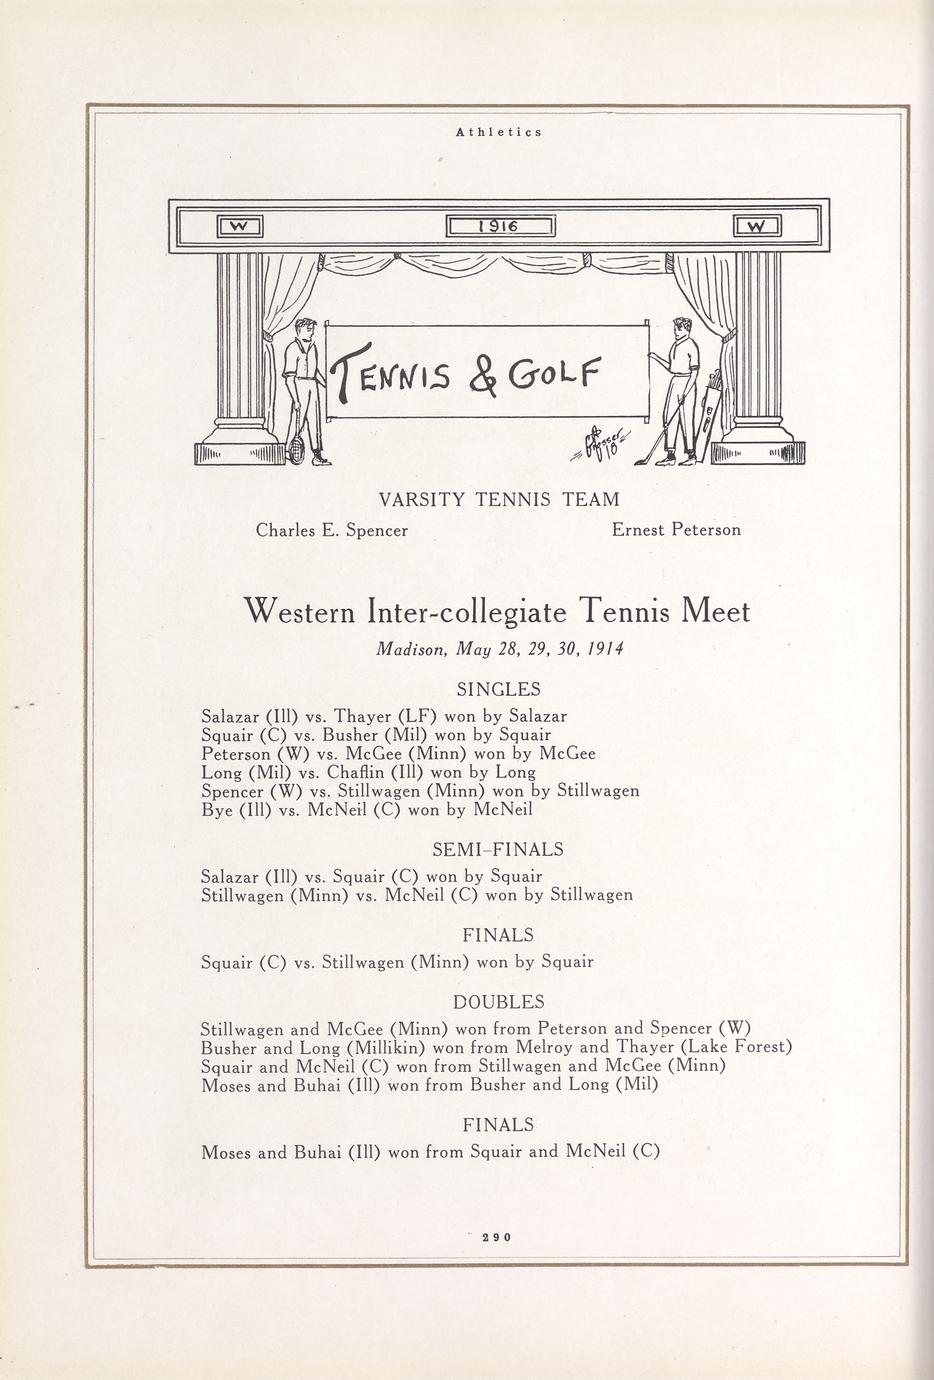 Athletics
W 1916 W
TENNIS & GOLF
18
VARSITY TENNIS TEAM
Charles E. Spencer Ernest Peterson
Western Inter-collegiate Tennis Meet
Madison, May 28, 29, 30, 1914
SINGLES
Salazar (Ill) vs. Thayer (LF) won by Salazar
Squair (C) vs. Busher (Mil) won by Squair
Peterson (W) vs. McGee (Minn) won by McGee
Long (Mil) vs. Chaflin (Ill) won by Long
Spencer (W) vs. Stillwagen (Minn) won by Stillwagen
Bye (Ill) vs. McNeil (C) won by McNeil
SEMI-FINALS
Salazar (Ill) vs. Squair (C) won by Squair
Stillwagen (Minn) vs. McNeil (C) won by Stillwagen
FINALS
Squair (C) vs. Stillwagen (Minn) won by Squair
DOUBLES
Stillwagen and McGee (Minn) won from Peterson and Spencer (W)
Busher and Long (Millikin) won from Melroy and Thayer (Lake Forest)
Squair and McNeil (C) won from Stillwagen and McGee (Minn)
Moses and Buhai (Ill) won from Busher and Long (Mil)
FINALS
Moses and Buhai (Ill) won from Squair and McNeil (C)
290